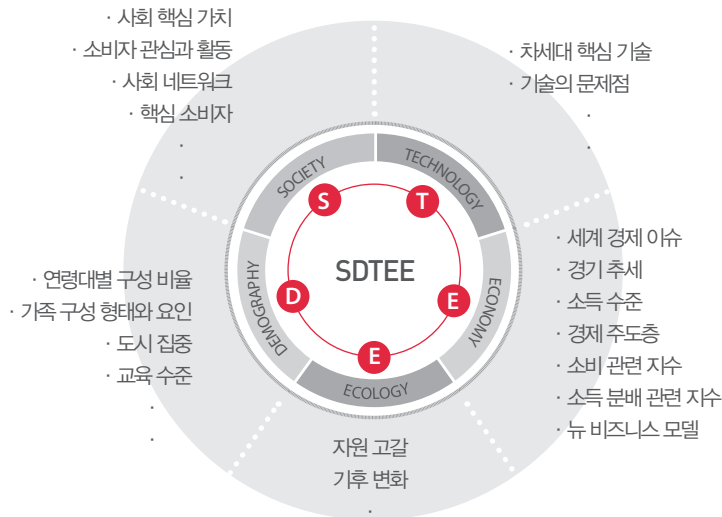 · 사회 핵심 가치
· 소비자 관심과 활동
· 사회 네트워크
· 핵심 소비자
·
·
· 차세대 핵심 기술
· 기술의 문제점
·
·
SOCIETY
TECHNOLOGY
S
T
· 연령대별 구성 비율
· 가족 구성 형태와 요인
· 도시 집중
· 교육 수준
·
·
DEMOGRAPHY
D
SDTEE
E
ECONOMY
· 세계 경제 이슈
· 경기 추세
· 소득 수준
· 경제 주도층
· 소비 관련 지수
· 소득 분배 관련 지수
· 뉴 비즈니스 모델
E
ECOLOGY
자원 고갈
기후 변화
·